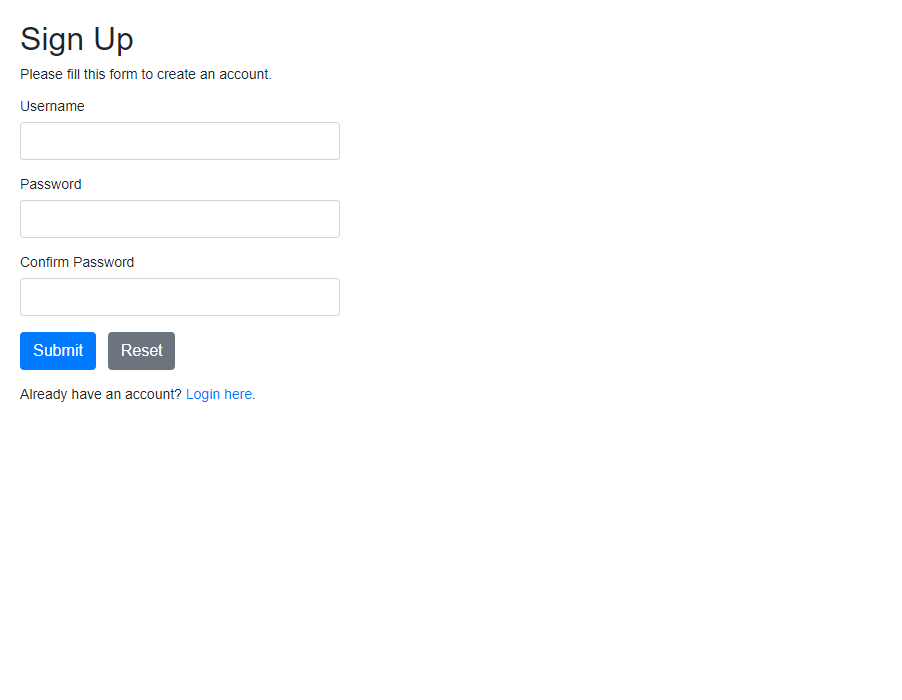 Sign Up
Please fill this form to create an account.
Username
Password
Confirm Password
Submit Reset
Already have an account? Login here.